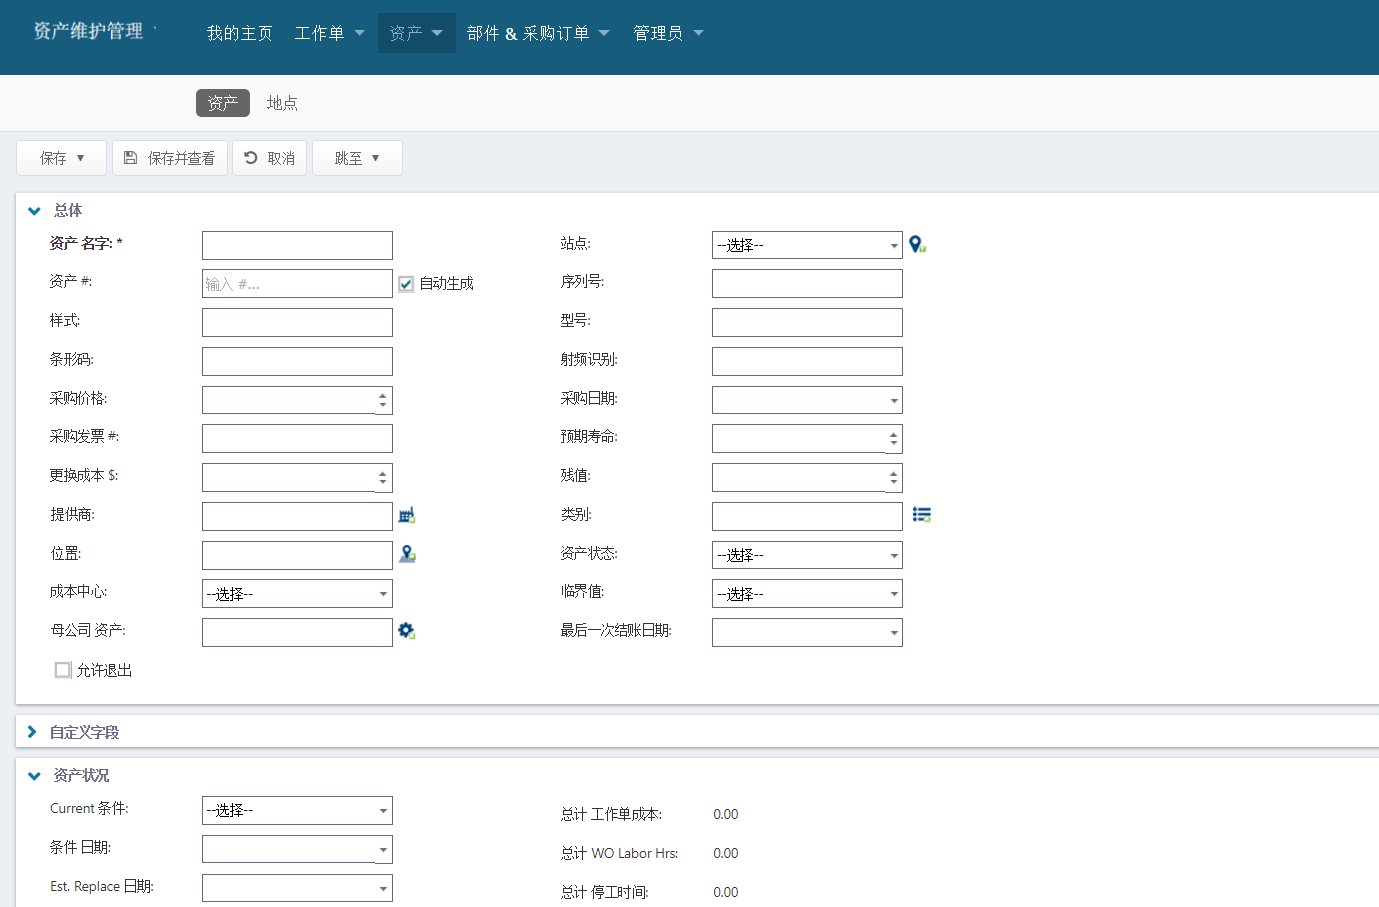 资产维护管理
我的主页 工作单 资产 部件 & 采购订单 管理员
资产 地点
保存 保存并查看 取消 跳至
总体
资产 名字: * 站点: --选择--
资产 #: 输入 #... 自动生成 序列号:
样式: 型号:
条形码: 射频识别:
采购价格: 采购日期:
采购发票 #: 预期寿命:
更换成本 $: 残值:
提供商: 类别:
位置: 资产状态: --选择--
成本中心: --选择-- 临界值: --选择--
母公司 资产: 最后一次结账日期:
允许退出
自定义字段
资产状况
Current 条件: --选择-- 总计 工作单成本: 0.00
条件 日期: 总计 WO Labor Hrs: 0.00
Est. Replace 日期: 总计 停工时间: 0.00